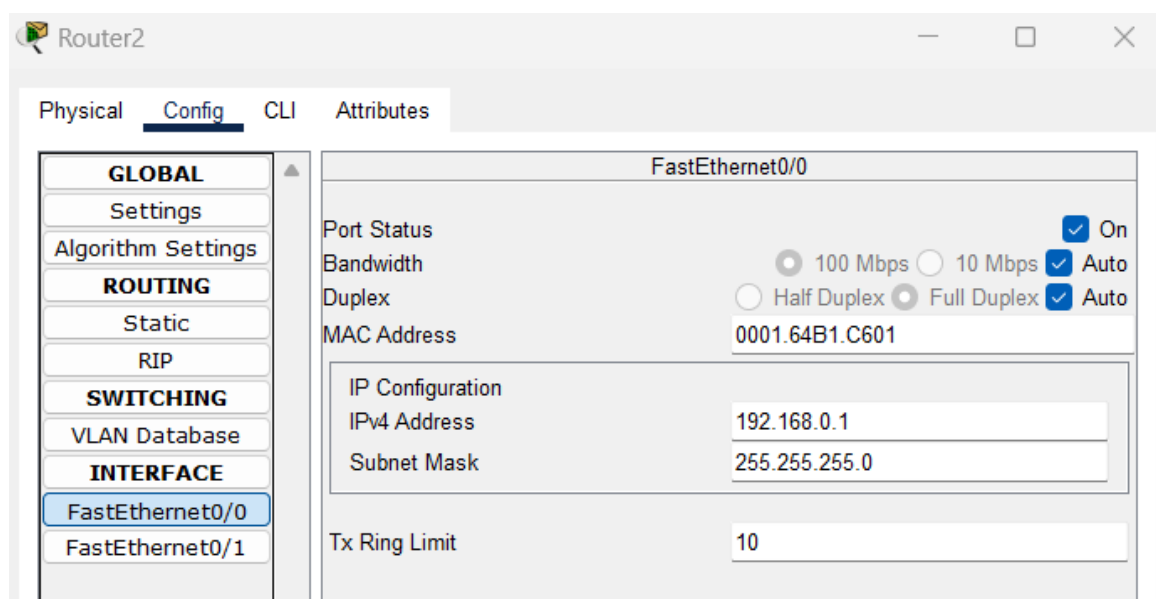 Router2
Physical Config CLI Attributes
GLOBAL
Settings
Algorithm Settings
ROUTING
Static
RIP
SWITCHING
VLAN Database
INTERFACE
FastEthernet0/0
FastEthernet0/1
FastEthernet0/0
Port Status On
Bandwidth 100 Mbps 10 Mbps Auto
Duplex Half Duplex Full Duplex Auto
MAC Address 0001.64B1.C601
IP Configuration
IPv4 Address 192.168.0.1
Subnet Mask 255.255.255.0
Tx Ring Limit 10